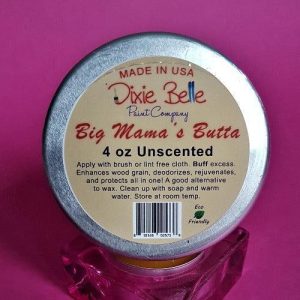 MADE IN USA
Dixie Belle
Paint Company
Big Mama's Butta
4 oz Unscented
Apply with brush or lint free cloth. Buff excess.
Enhances wood grain, deodorizes, rejuvenates,
and protects all in one! A good alternative
to wax. Clean up with soap and warm
water. Store at room temp.
Eco
Friendly